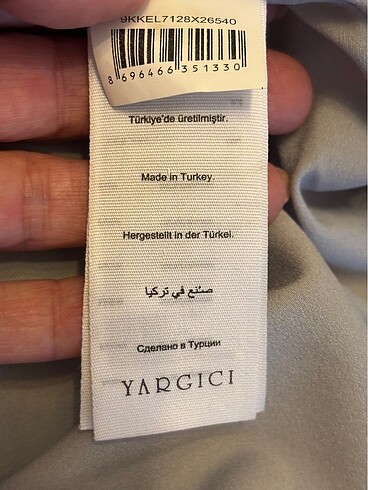 9KKEL7128X26540
8 696466 351330
Türkiye'de üretilmiştir.
Made in Turkey.
Hergestellt in der Türkei.
صنع في تركيا
Сделано в Турции
YARGICI